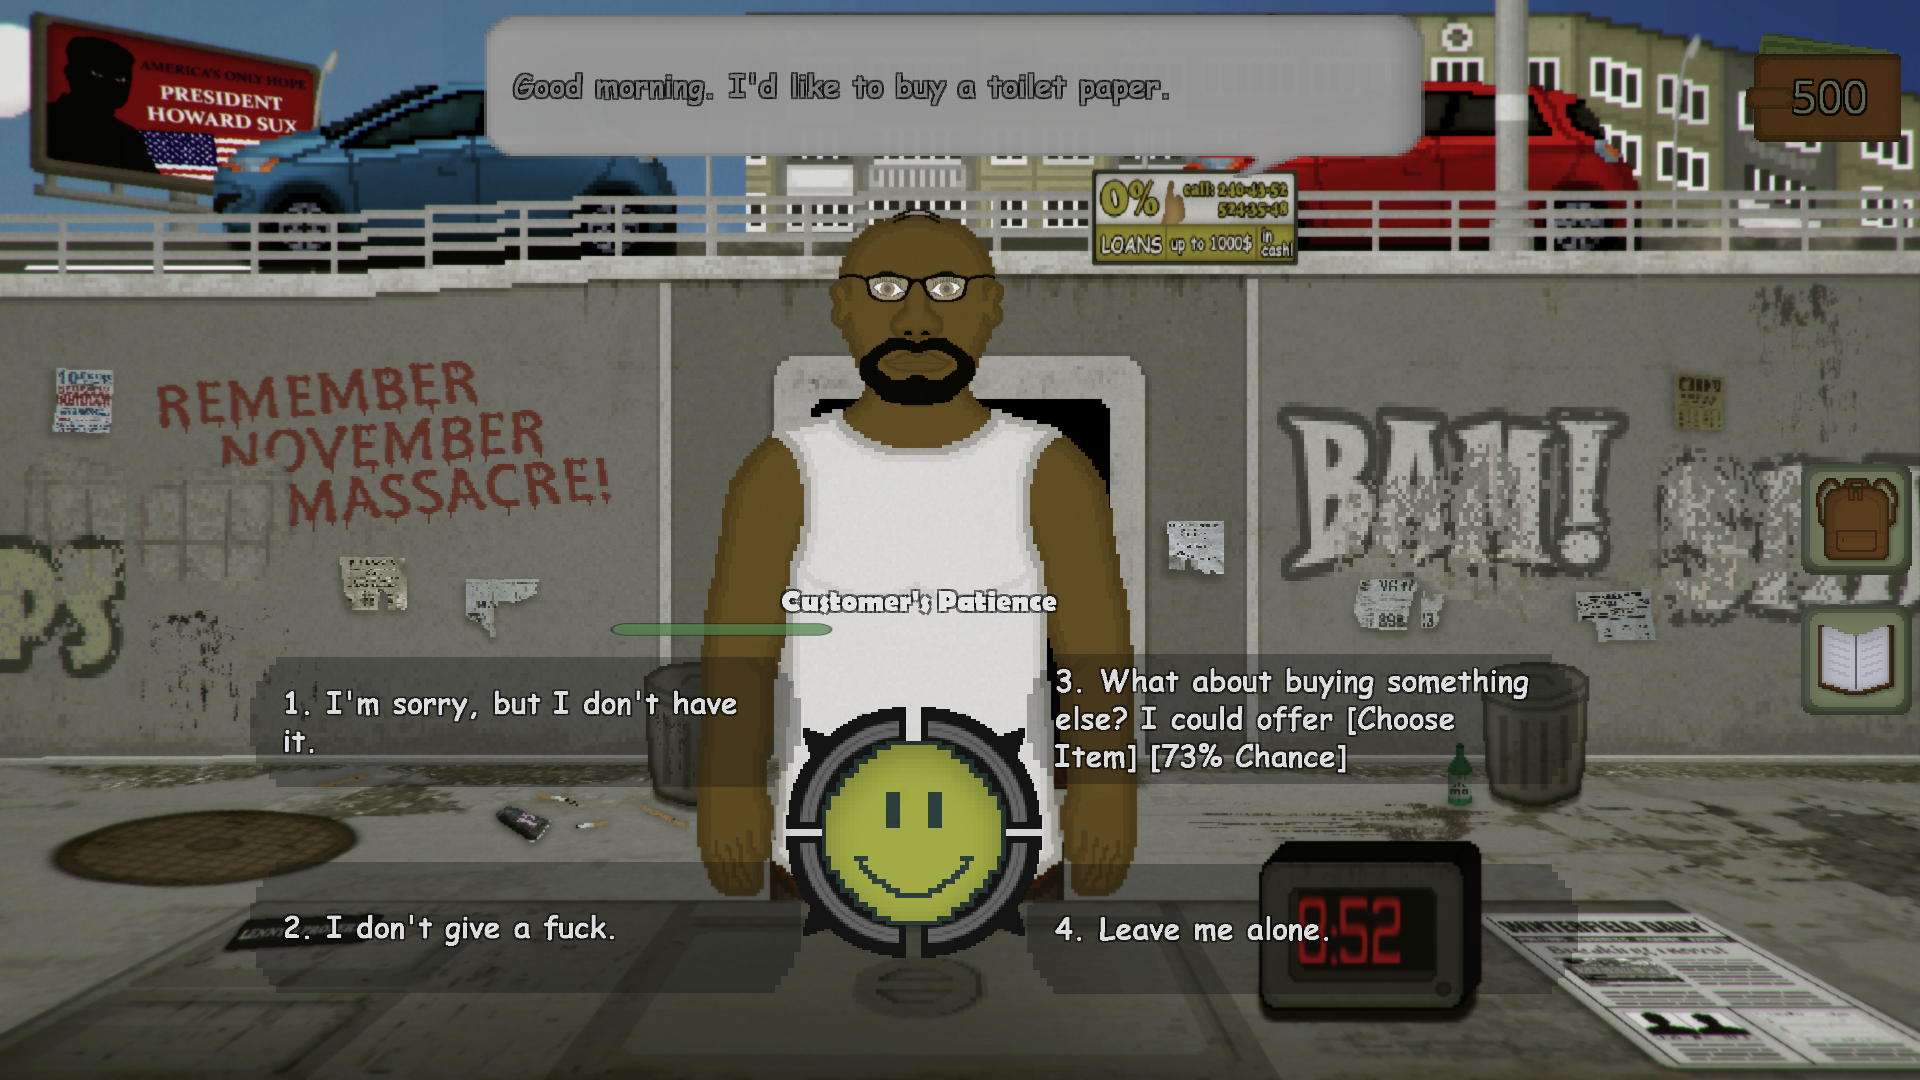 AMERICA'S ONLY HOPE
PRESIDENT
HOWARD SUX
Good morning. I'd like to buy a toilet paper.
500
0% call: 240-43-52
524-35-48
LOANS up to 1000$ in cash!
REMEMBER
NOVEMBER
MASSACRE!
BAM!
Customer's Patience
1. I'm sorry, but I don't have
it.
3. What about buying something
else? I could offer [Choose
Item] [73% Chance]
2. I don't give a fuck.
4. Leave me alone.
8:52